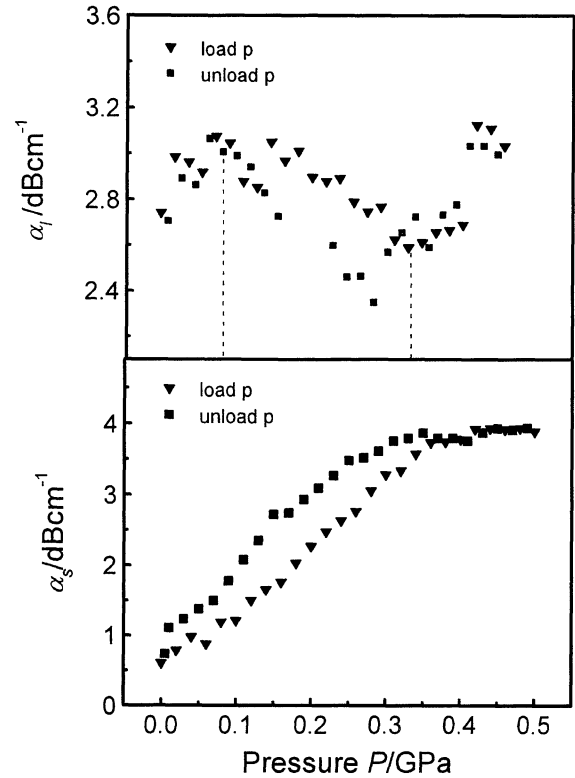 3.6
load p
unload p
3.2
α_l/dBcm⁻¹
2.8
2.4
load p
unload p
4
3
α_s/dBcm⁻¹
2
1
0
0.0 0.1 0.2 0.3 0.4 0.5
Pressure P/GPa